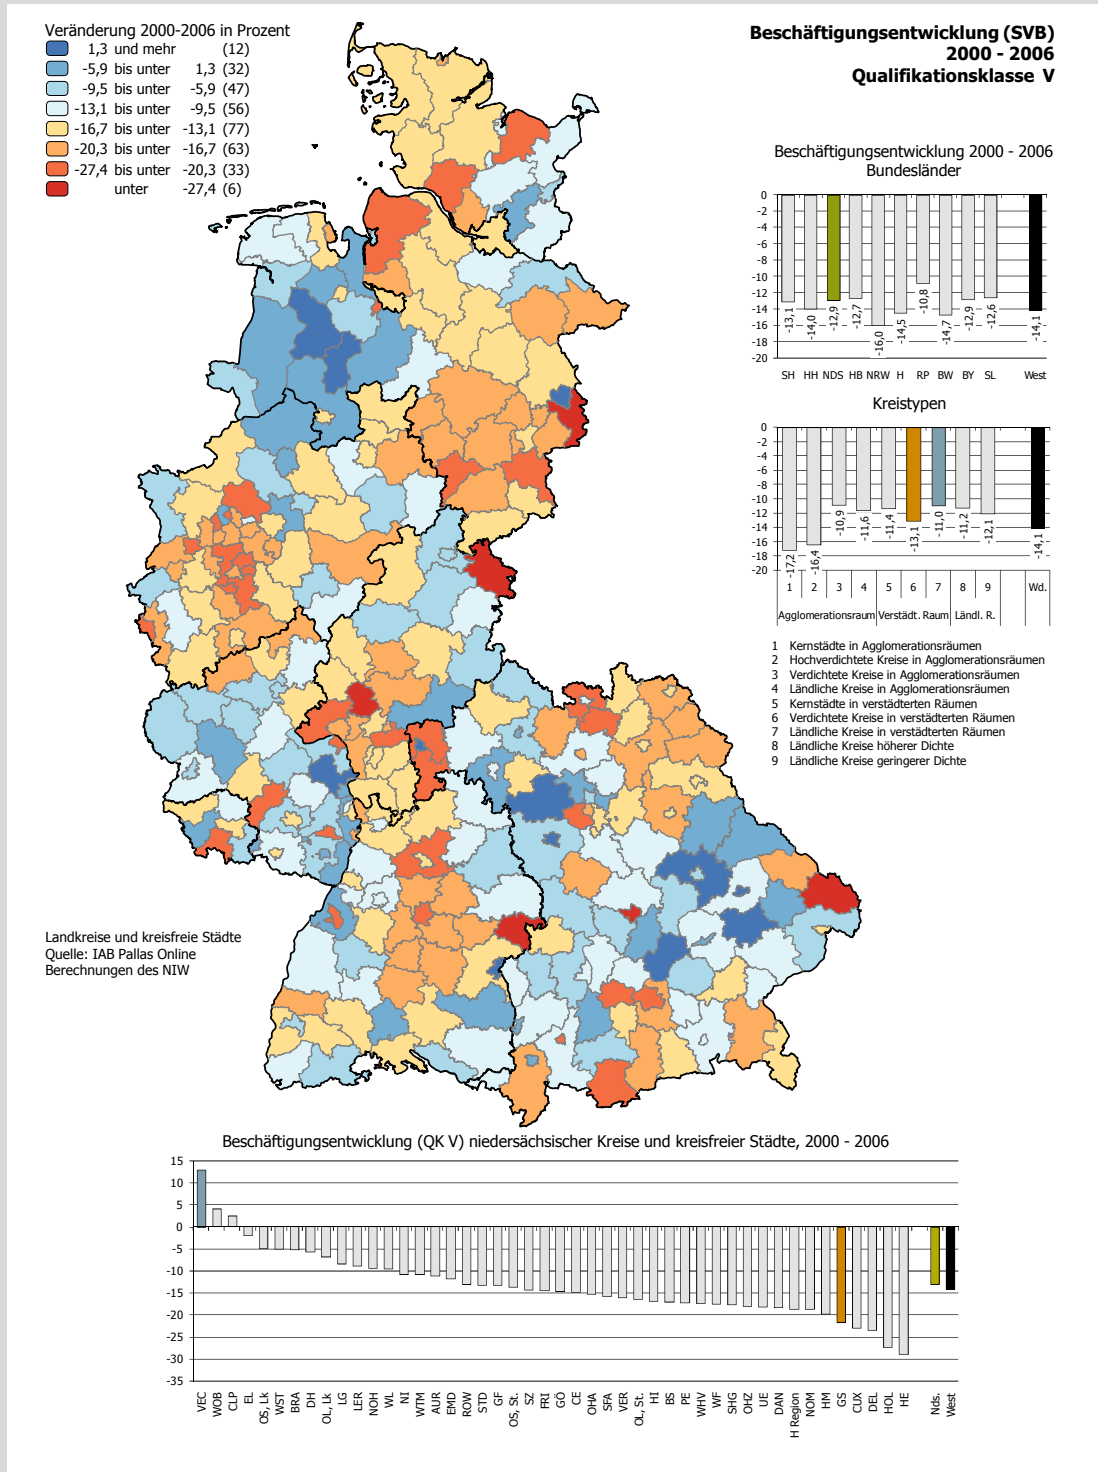 Veränderung 2000-2006 in Prozent
1,3 und mehr (12)
-5,9 bis unter 1,3 (32)
-9,5 bis unter -5,9 (47)
-13,1 bis unter -9,5 (56)
-16,7 bis unter -13,1 (77)
-20,3 bis unter -16,7 (63)
-27,4 bis unter -20,3 (33)
unter -27,4 (6)
Beschäftigungsentwicklung (SVB)
2000 - 2006
Qualifikationsklasse V
Beschäftigungsentwicklung 2000 - 2006
Bundesländer
0
-2
-4
-6
-8
-10
-12
-14
-16
-18
-20
-13,1 -14,0 -12,9 -12,7 -16,0 -14,5 -10,8 -14,7 -12,9 -12,6 -14,1
SH HH NDS HB NRW H RP BW BY SL West
Kreistypen
0
-2
-4
-6
-8
-10
-12
-14
-16
-18
-20
-17,2 -16,4 -10,9 -11,6 -11,4 -13,1 -11,0 -11,2 -12,1 -14,1
1 2 3 4 5 6 7 8 9 Wd.
Agglomerationsraum Verstädt. Raum Ländl. R.
1 Kernstädte in Agglomerationsräumen
2 Hochverdichtete Kreise in Agglomerationsräumen
3 Verdichtete Kreise in Agglomerationsräumen
4 Ländliche Kreise in Agglomerationsräumen
5 Kernstädte in verstädterten Räumen
6 Verdichtete Kreise in verstädterten Räumen
7 Ländliche Kreise in verstädterten Räumen
8 Ländliche Kreise höherer Dichte
9 Ländliche Kreise geringerer Dichte
Landkreise und kreisfreie Städte
Quelle: IAB Pallas Online
Berechnungen des NIW
Beschäftigungsentwicklung (QK V) niedersächsischer Kreise und kreisfreier Städte, 2000 - 2006
15
10
5
0
-5
-10
-15
-20
-25
-30
-35
VEC WOB CLP EL OS, Lk WST BRA DH OL, Lk LG LER NOH WL NI WTM AUR EMD ROW STD GF OS, St. SZ FRI GÖ CE OHA SFA VER OL, St. HI BS PE WHV WF SHG OHZ UE DAN H Region NOM HM GS CUX DEL HOL HE Nds. West